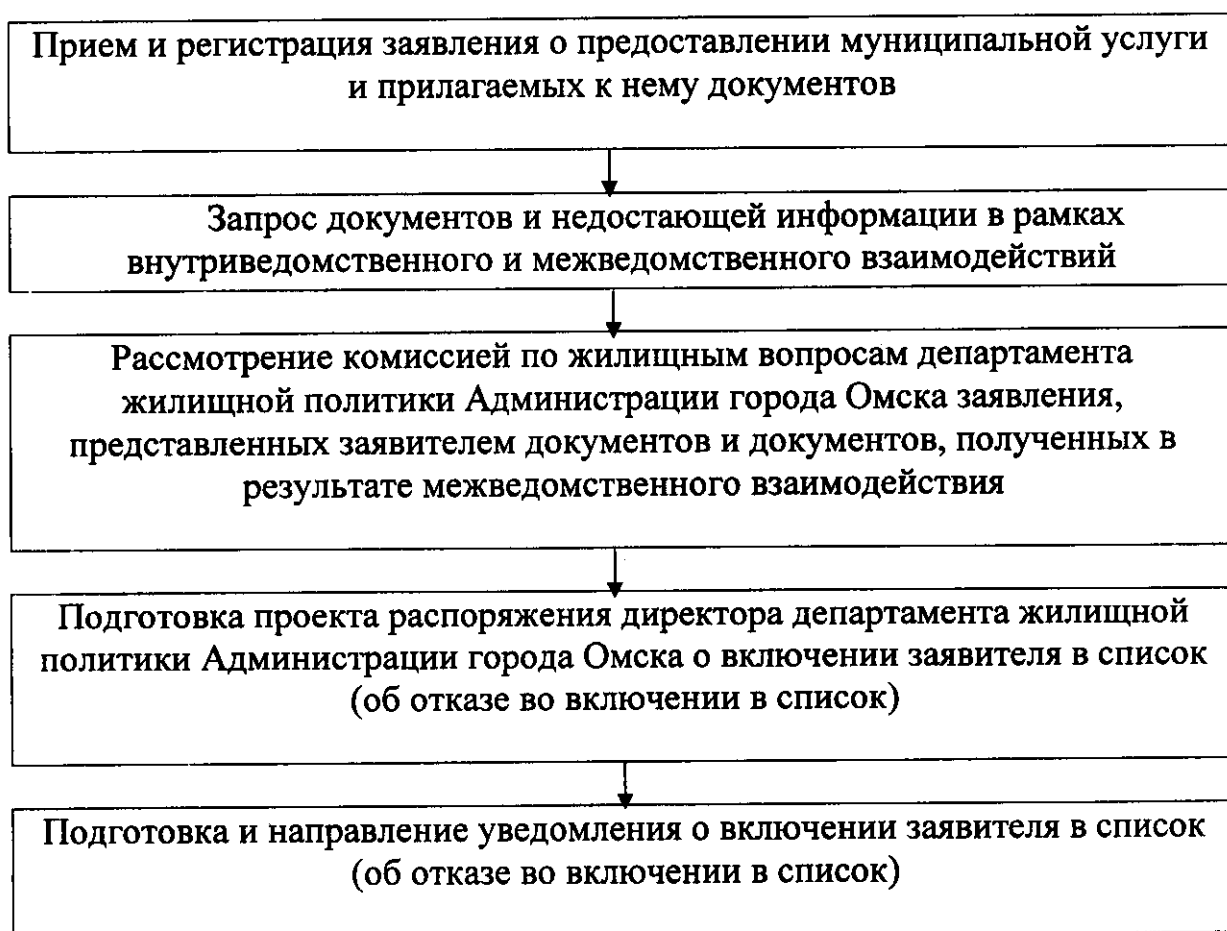 Прием и регистрация заявления о предоставлении муниципальной услуги
и прилагаемых к нему документов
Запрос документов и недостающей информации в рамках
внутриведомственного и межведомственного взаимодействий
Рассмотрение комиссией по жилищным вопросам департамента
жилищной политики Администрации города Омска заявления,
представленных заявителем документов и документов, полученных в
результате межведомственного взаимодействия
Подготовка проекта распоряжения директора департамента жилищной
политики Администрации города Омска о включении заявителя в список
(об отказе во включении в список)
Подготовка и направление уведомления о включении заявителя в список
(об отказе во включении в список)